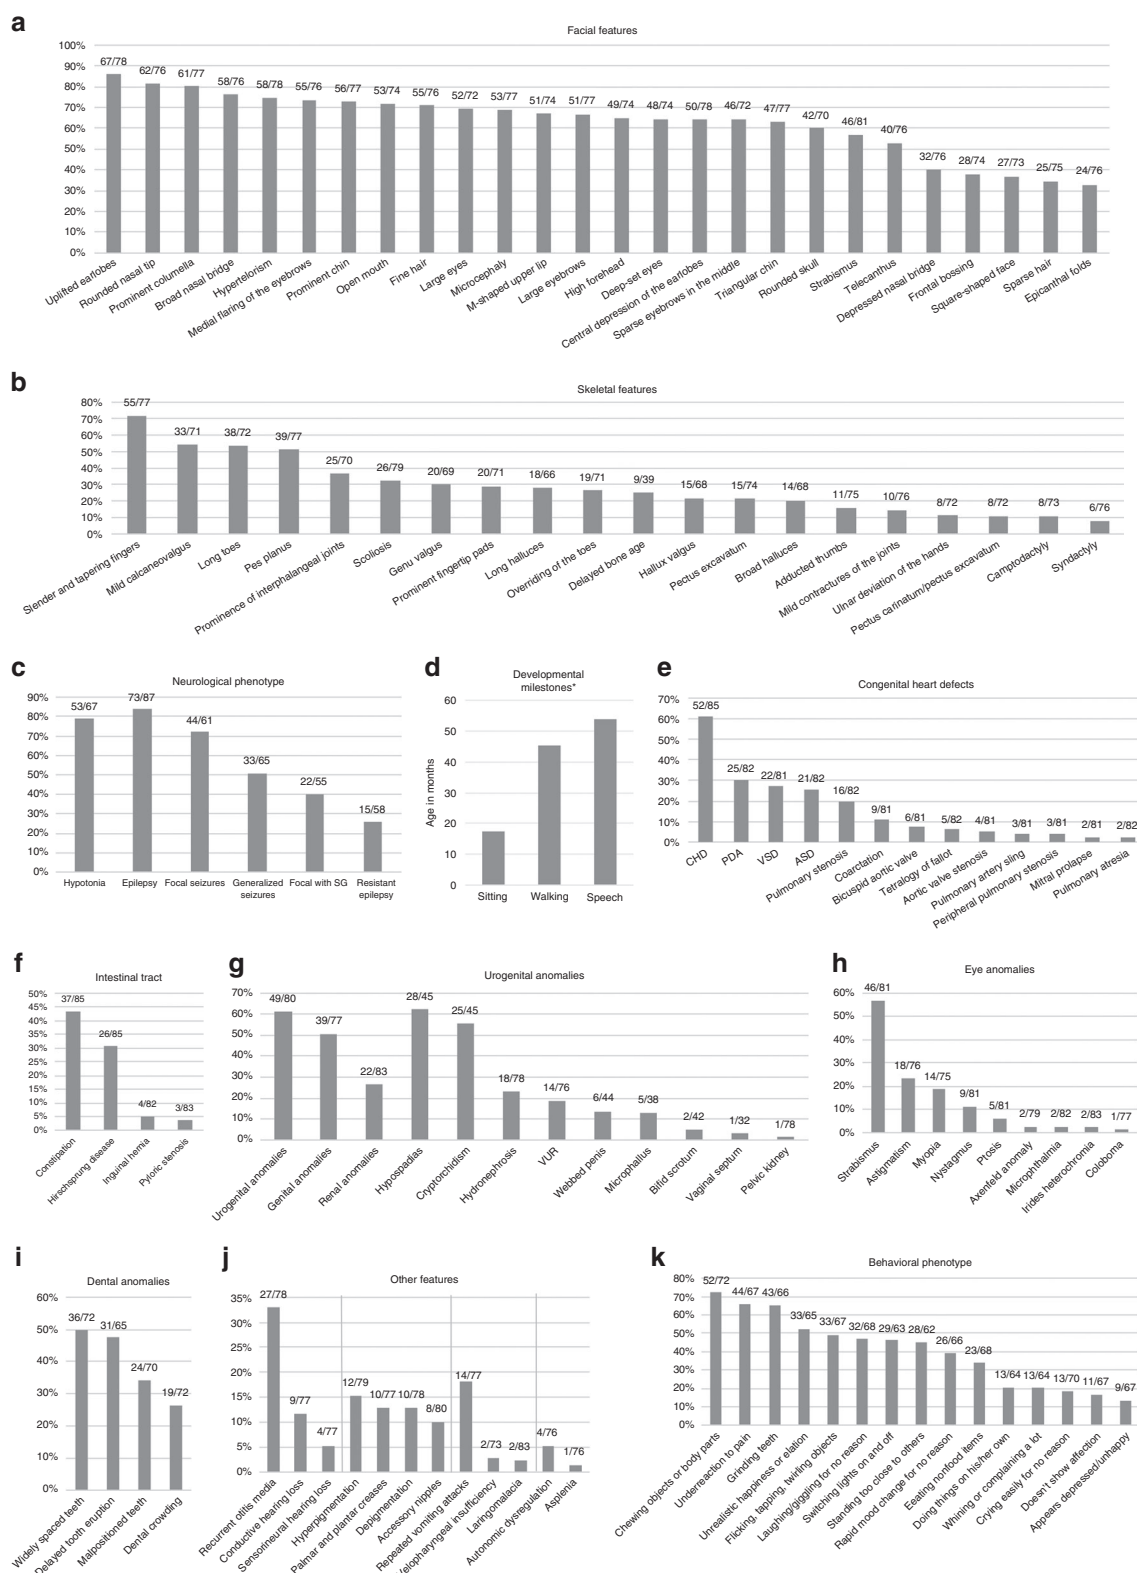 a
Facial features
100%
90%
80%
70%
60%
50%
40%
30%
20%
10%
0%
67/78 62/76 61/77 58/76 58/78 55/76 56/77 53/74 55/76 52/72 53/77 51/74 51/77 49/74 48/74 50/78 46/72 47/77 42/70 46/81 40/76 32/76 28/74 27/73 25/75 24/76
Uplifted earlobes
Rounded nasal tip
Prominent columella
Broad nasal bridge
Hypertelorism
Medial flaring of the eyebrows
Prominent chin
Open mouth
Fine hair
Large eyes
Microcephaly
M-shaped upper lip
Large eyebrows
High forehead
Deep-set eyes
Central depression of the earlobes
Sparse eyebrows in the middle
Triangular chin
Rounded skull
Strabismus
Telecanthus
Depressed nasal bridge
Frontal bossing
Square-shaped face
Sparse hair
Epicanthal folds
b
Skeletal features
80%
70%
60%
50%
40%
30%
20%
10%
0%
55/77 33/71 38/72 39/77 25/70 26/79 20/69 20/71 18/66 19/71 9/39 15/68 15/74 14/68 11/75 10/76 8/72 8/72 8/73 6/76
Slender and tapering fingers
Mild calcaneovalgus
Long toes
Pes planus
Prominence of interphalangeal joints
Scoliosis
Genu valgus
Prominent fingertip pads
Long halluces
Overriding of the toes
Delayed bone age
Hallux valgus
Pectus excavatum
Broad halluces
Adducted thumbs
Mild contractures of the joints
Ulnar deviation of the hands
Pectus carinatum/pectus excavatum
Camptodactyly
Syndactyly
c
Neurological phenotype
90%
80%
70%
60%
50%
40%
30%
20%
10%
0%
53/67 73/87 44/61 33/65 22/55 15/58
Hypotonia
Epilepsy
Focal seizures
Generalized
seizures
Focal with SG
Resistant
epilepsy
d
Developmental
milestones*
Age in months
60
50
40
30
20
10
0
Sitting
Walking
Speech
e
Congenital heart defects
70%
60%
50%
40%
30%
20%
10%
0%
52/85 25/82 22/81 21/82 16/82 9/81 6/81 5/82 4/81 3/81 3/81 2/81 2/82
CHD
PDA
VSD
ASD
Pulmonary stenosis
Coarctation
Bicuspid aortic valve
Tetralogy of fallot
Aortic valve stenosis
Pulmonary artery sling
Peripheral pulmonary stenosis
Mitral prolapse
Pulmonary atresia
f
Intestinal tract
50%
45%
40%
35%
30%
25%
20%
15%
10%
5%
0%
37/85 26/85 4/82 3/83
Constipation
Hirschsprung disease
Inguinal hernia
Pyloric stenosis
g
Urogenital anomalies
70%
60%
50%
40%
30%
20%
10%
0%
49/80 39/77 22/83 28/45 25/45 18/78 14/76 6/44 5/38 2/42 1/32 1/78
Urogenital anomalies
Genital anomalies
Renal anomalies
Hypospadias
Cryptorchidism
Hydronephrosis
VUR
Webbed penis
Microphallus
Bifid scrotum
Vaginal septum
Pelvic kidney
h
Eye anomalies
60%
50%
40%
30%
20%
10%
0%
46/81 18/76 14/75 9/81 5/81 2/79 2/82 2/83 1/77
Strabismus
Astigmatism
Myopia
Nystagmus
Ptosis
Axenfeld anomaly
Microphthalmia
Irides heterochromia
Coloboma
i
Dental anomalies
60%
50%
40%
30%
20%
10%
0%
36/72 31/65 24/70 19/72
Widely spaced teeth
Delayed tooth eruption
Malpositioned teeth
Dental crowding
j
Other features
35%
30%
25%
20%
15%
10%
5%
0%
27/78 9/77 4/77 12/79 10/77 10/78 8/80 14/77 2/73 2/83 4/76 1/76
Recurrent otitis media
Conductive hearing loss
Sensorineural hearing loss
Hyperpigmentation
Palmar and plantar creases
Depigmentation
Accessory nipples
Repeated vomiting attacks
Velopharyngeal insufficiency
Laringomalacia
Autonomic dysregulation
Asplenia
k
Behavioral phenotype
80%
70%
60%
50%
40%
30%
20%
10%
0%
52/72 44/67 43/66 33/65 33/67 32/68 29/63 28/62 26/66 23/68 13/64 13/64 13/70 11/67 9/67
Chewing objects or body parts
Underreaction to pain
Grinding teeth
Unrealistic happiness or elation
Flicking, tapping, twirling objects
Laughing/giggling for no reason
Switching lights on and off
Standing too close to others
Rapid mood change for no reason
Eeating nonfood items
Doing things on his/her own
Whining or complaining a lot
Crying easily for no reason
Doesn't show affection
Appears depressed/unhappy